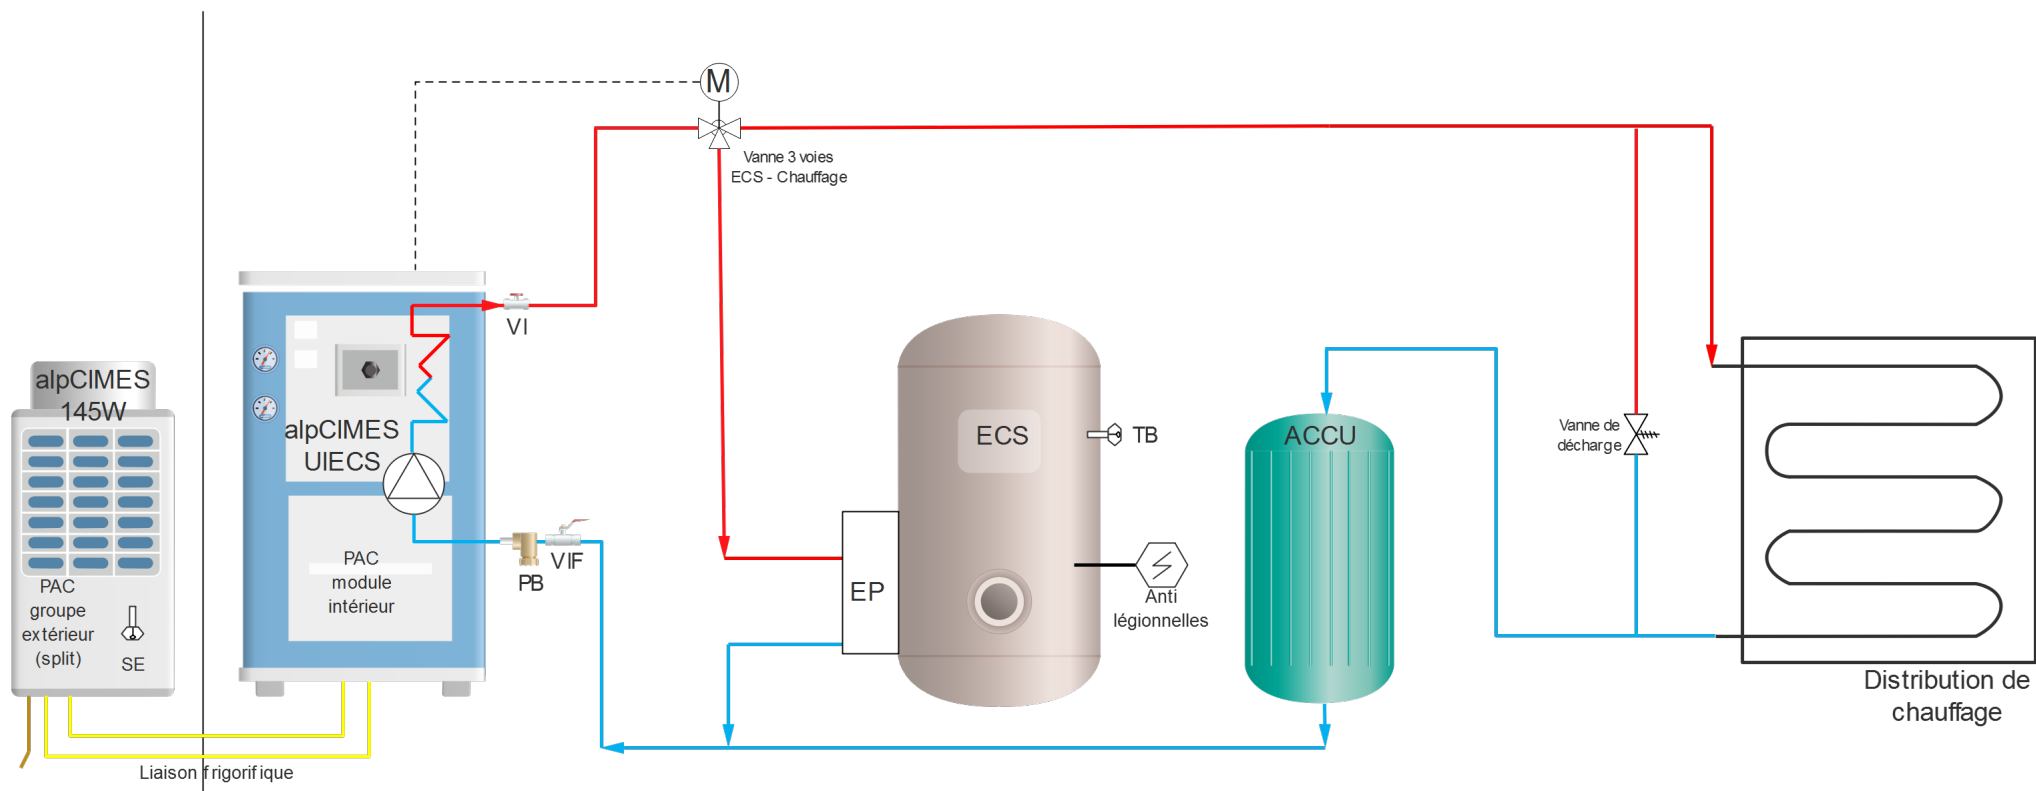 M
Vanne 3 voies
ECS - Chauffage
VI
alpCIMES
145W
PAC
groupe
extérieur
(split)
SE
alpCIMES
UIECS
PAC
module
intérieur
PB
VIF
Liaison frigorifique
EP
ECS
TB
Anti
légionnelles
ACCU
Vanne de
décharge
Distribution de
chauffage